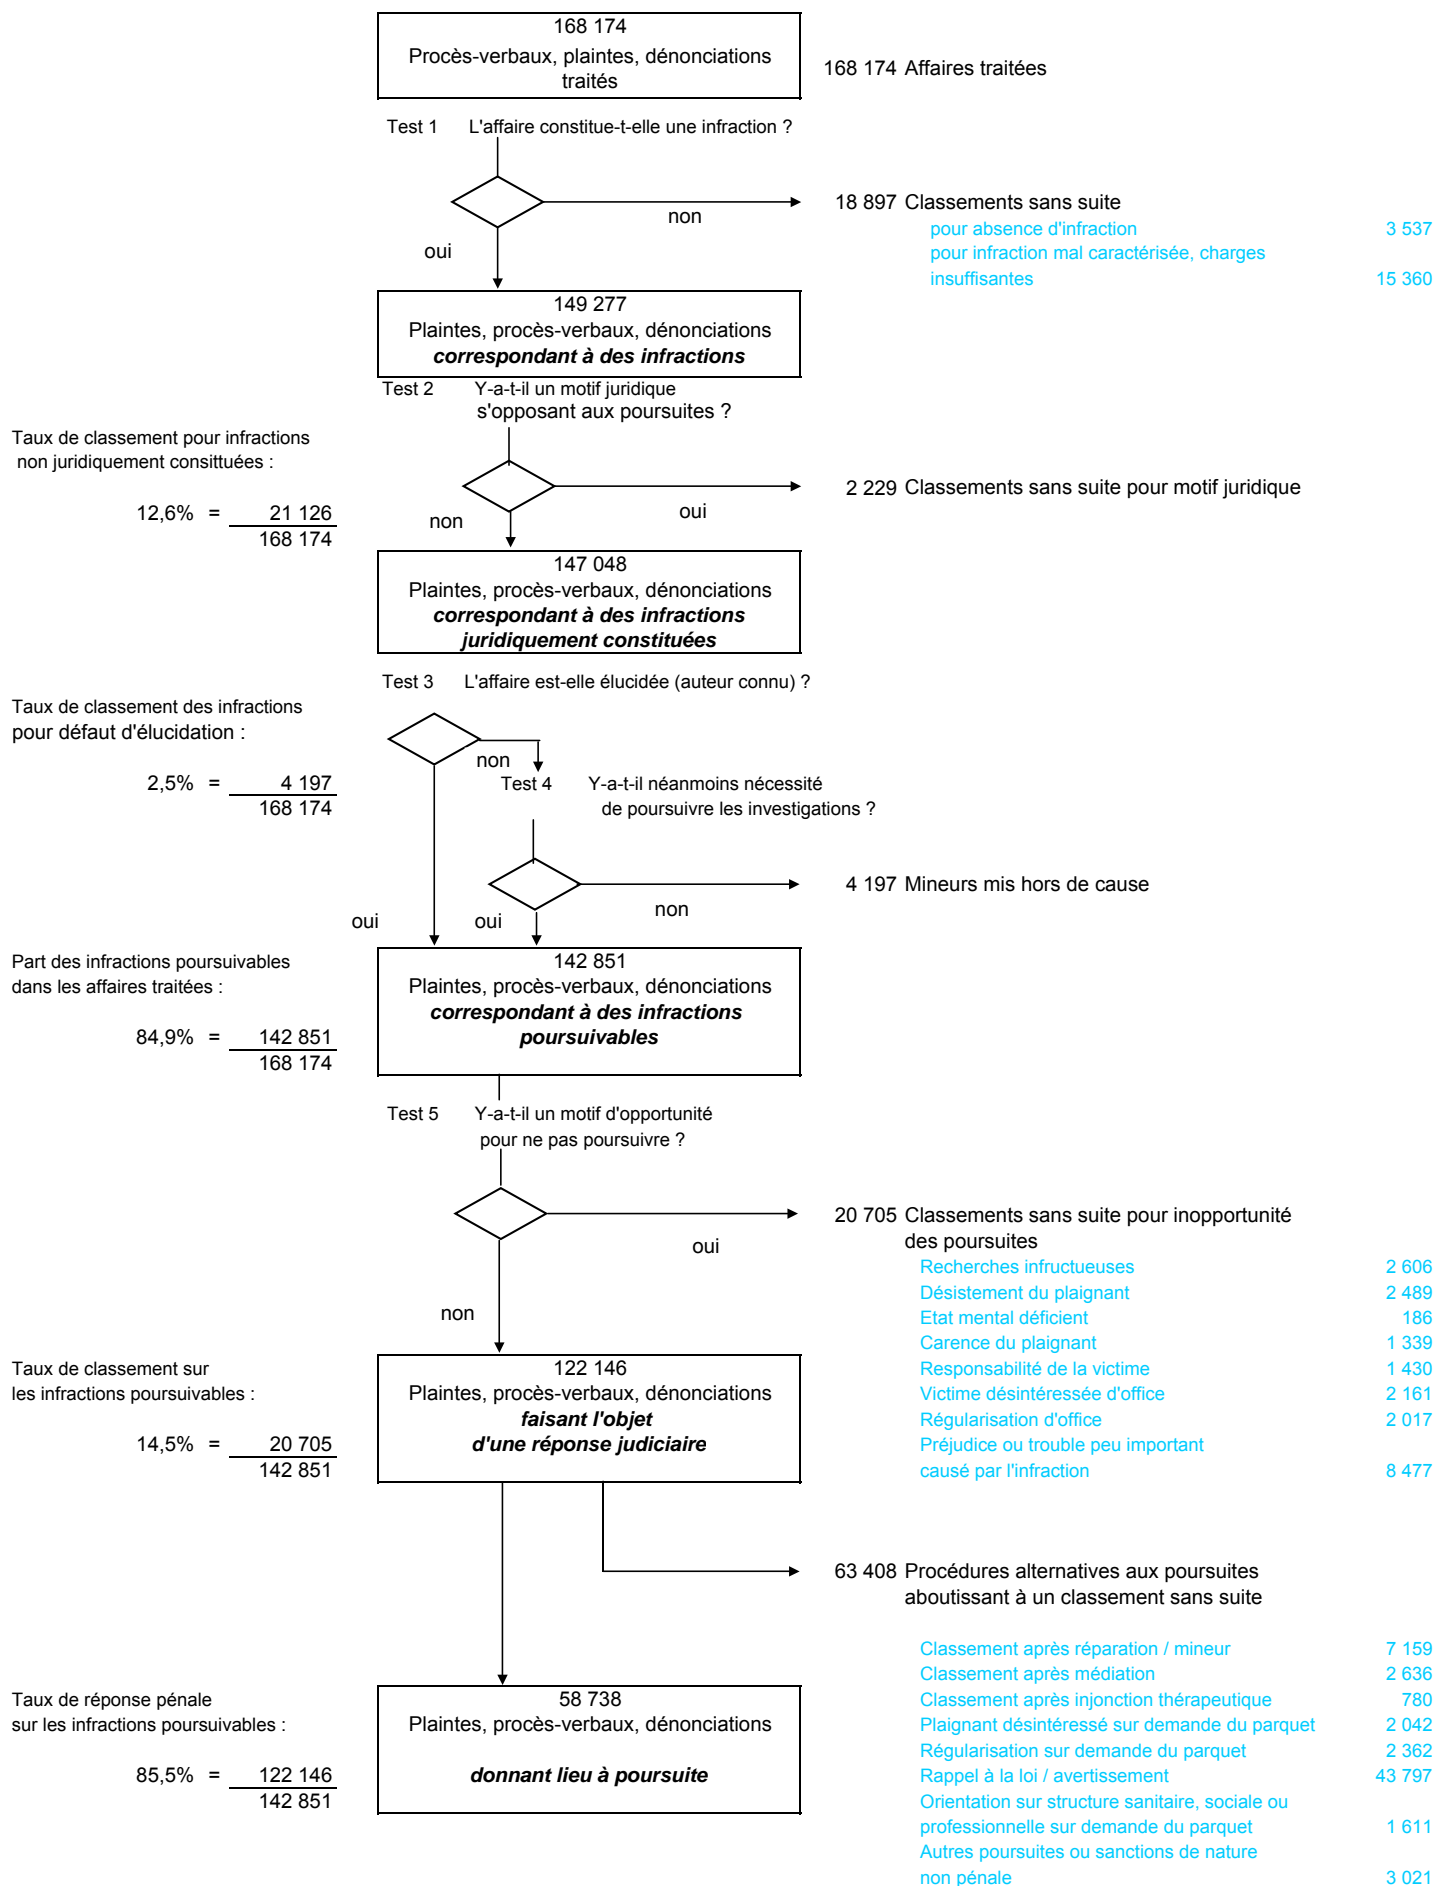 168 174
Procès-verbaux, plaintes, dénonciations
traités
168 174 Affaires traitées
Test 1 L'affaire constitue-t-elle une infraction ?
non
18 897 Classements sans suite
pour absence d'infraction 3 537
pour infraction mal caractérisée, charges
insuffisantes 15 360
oui
149 277
Plaintes, procès-verbaux, dénonciations
correspondant à des infractions
Test 2 Y-a-t-il un motif juridique
s'opposant aux poursuites ?
Taux de classement pour infractions
non juridiquement consittuées :
12,6% = 21 126
168 174
oui
2 229 Classements sans suite pour motif juridique
non
147 048
Plaintes, procès-verbaux, dénonciations
correspondant à des infractions
juridiquement constituées
Test 3 L'affaire est-elle élucidée (auteur connu) ?
Taux de classement des infractions
pour défaut d'élucidation :
2,5% = 4 197
168 174
non
Test 4 Y-a-t-il néanmoins nécessité
de poursuivre les investigations ?
4 197 Mineurs mis hors de cause
non
oui
oui
Part des infractions poursuivables
dans les affaires traitées :
84,9% = 142 851
168 174
142 851
Plaintes, procès-verbaux, dénonciations
correspondant à des infractions
poursuivables
Test 5 Y-a-t-il un motif d'opportunité
pour ne pas poursuivre ?
oui
20 705 Classements sans suite pour inopportunité
des poursuites
Recherches infructueuses 2 606
Désistement du plaignant 2 489
Etat mental déficient 186
Carence du plaignant 1 339
Responsabilité de la victime 1 430
Victime désintéressée d'office 2 161
Régularisation d'office 2 017
Préjudice ou trouble peu important
causé par l'infraction 8 477
non
Taux de classement sur
les infractions poursuivables :
14,5% = 20 705
142 851
122 146
Plaintes, procès-verbaux, dénonciations
faisant l'objet
d'une réponse judiciaire
63 408 Procédures alternatives aux poursuites
aboutissant à un classement sans suite
Classement après réparation / mineur 7 159
Classement après médiation 2 636
Classement après injonction thérapeutique 780
Plaignant désintéressé sur demande du parquet 2 042
Régularisation sur demande du parquet 2 362
Rappel à la loi / avertissement 43 797
Orientation sur structure sanitaire, sociale ou
professionnelle sur demande du parquet 1 611
Autres poursuites ou sanctions de nature
non pénale 3 021
Taux de réponse pénale
sur les infractions poursuivables :
85,5% = 122 146
142 851
58 738
Plaintes, procès-verbaux, dénonciations
donnant lieu à poursuite